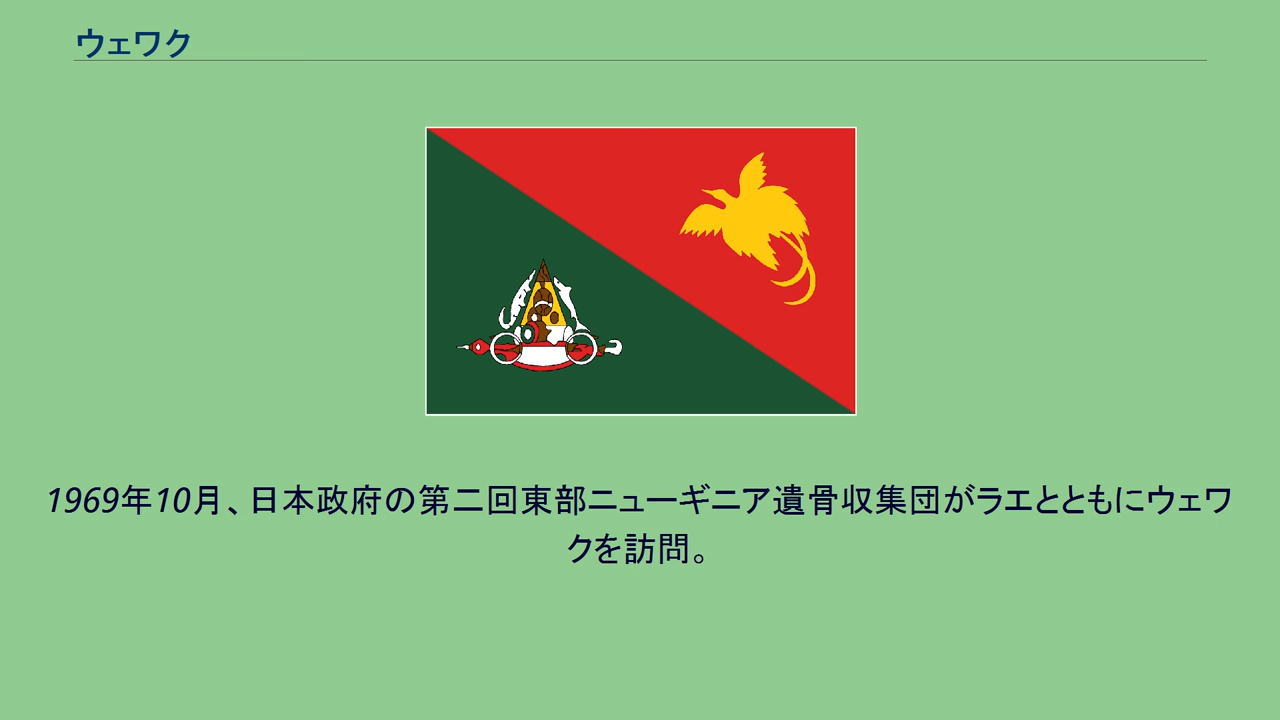 ウェワク
1969年10月、日本政府の第二回東部ニューギニア遺骨収集団がラエとともにウェワ
クを訪問。